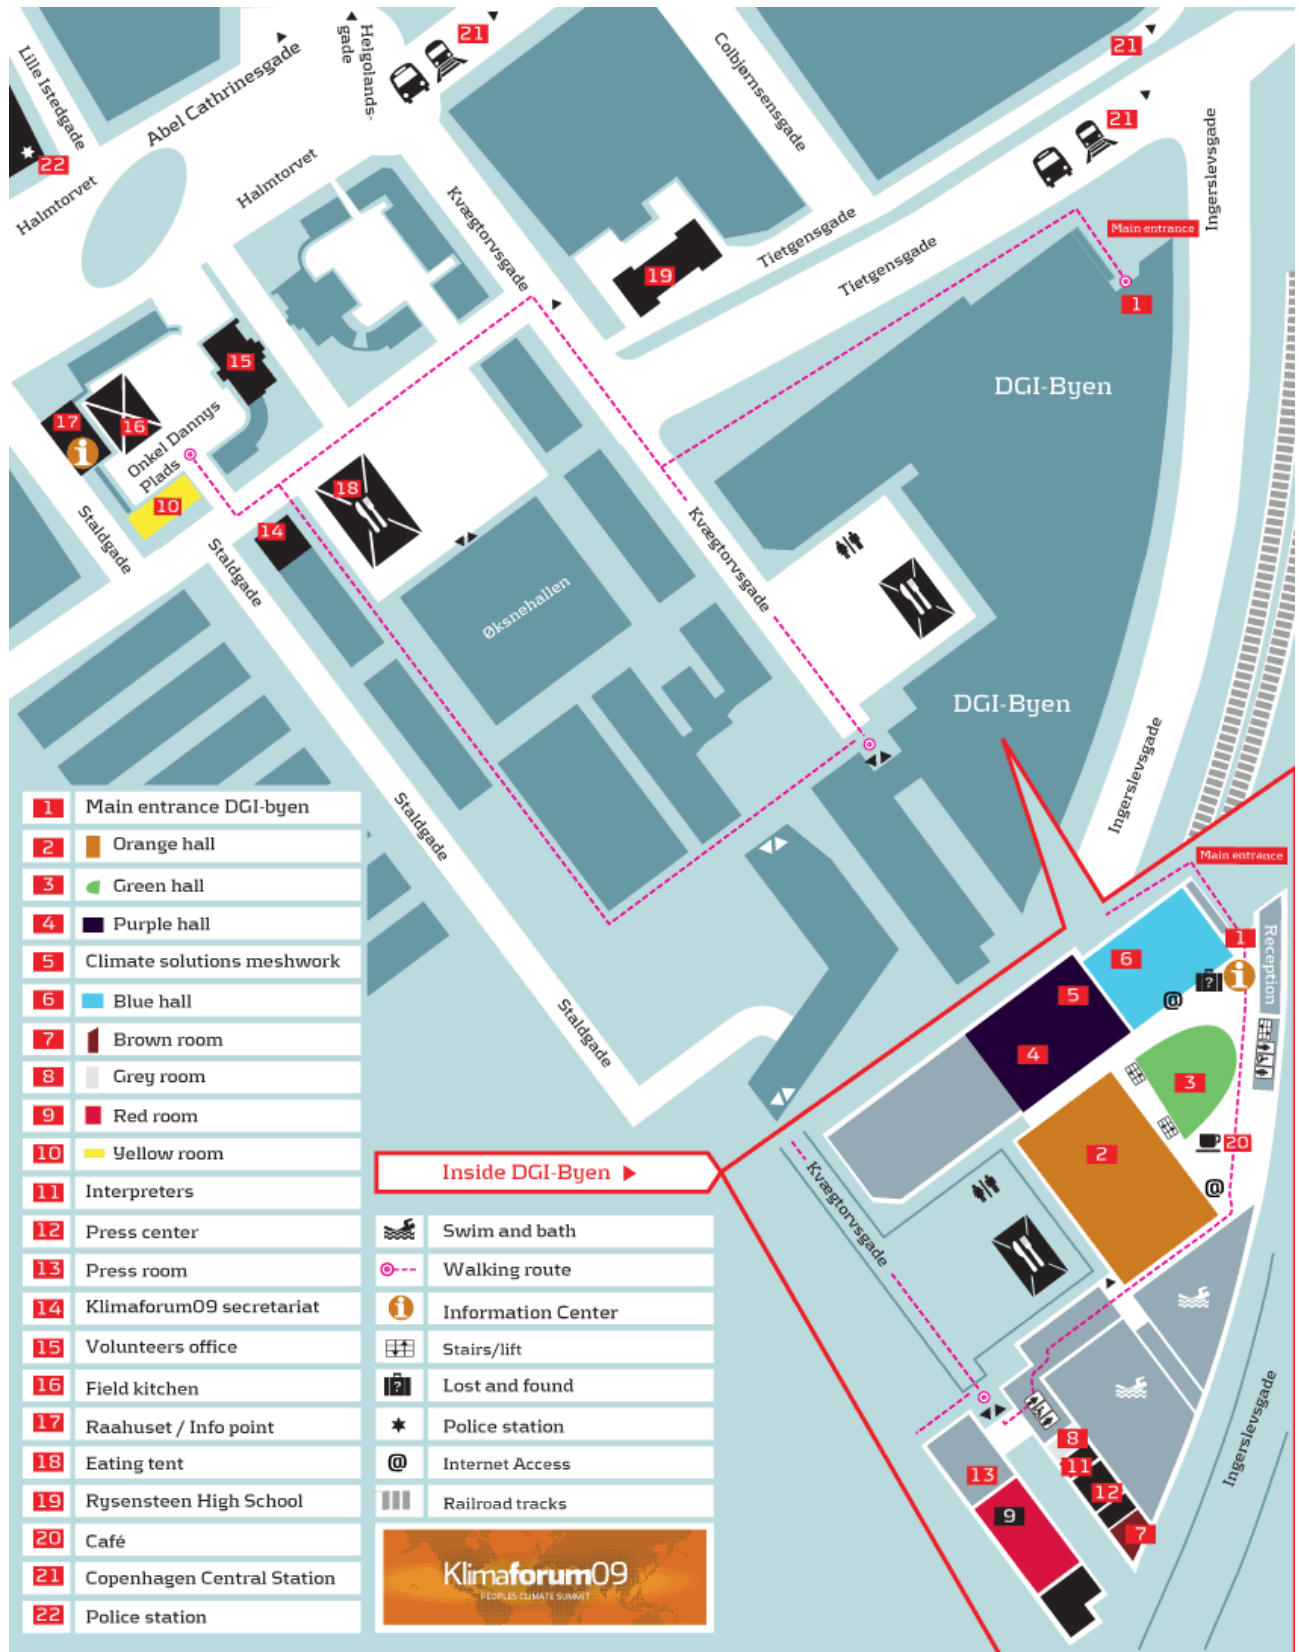 Lille Istedgade
Abel Cathrinesgade
Helgolands-
gade
21
Colbjørnsensgade
21
21
Ingerslevsgade
22
Halmtorvet
Halmtorvet
Kvægtorvsgade
19
Tietgensgade
Tietgensgade
Main entrance
1
DGI-Byen
15
17
16
Onkel Dannys
Plads
10
18
14
Staldgade
Staldgade
Kvægtorvsgade
Øksnehallen
DGI-Byen
Ingerslevsgade
Staldgade
Staldgade
1 Main entrance DGI-byen
2 Orange hall
3 Green hall
4 Purple hall
5 Climate solutions meshwork
6 Blue hall
7 Brown room
8 Grey room
9 Red room
10 Yellow room
11 Interpreters
12 Press center
13 Press room
14 Klimaforum09 secretariat
15 Volunteers office
16 Field kitchen
17 Raahuset / Info point
18 Eating tent
19 Rysensteen High School
20 Café
21 Copenhagen Central Station
22 Police station
Inside DGI-Byen
Swim and bath
Walking route
Information Center
Stairs/lift
? Lost and found
Police station
@ Internet Access
Railroad tracks
Klimaforum09
PEOPLES CLIMATE SUMMIT
Main entrance
1
Reception
6
?
@
5
4
3
2
20
@
Kvægtorvsgade
8
11
12
13
9
7
Ingerslevsgade